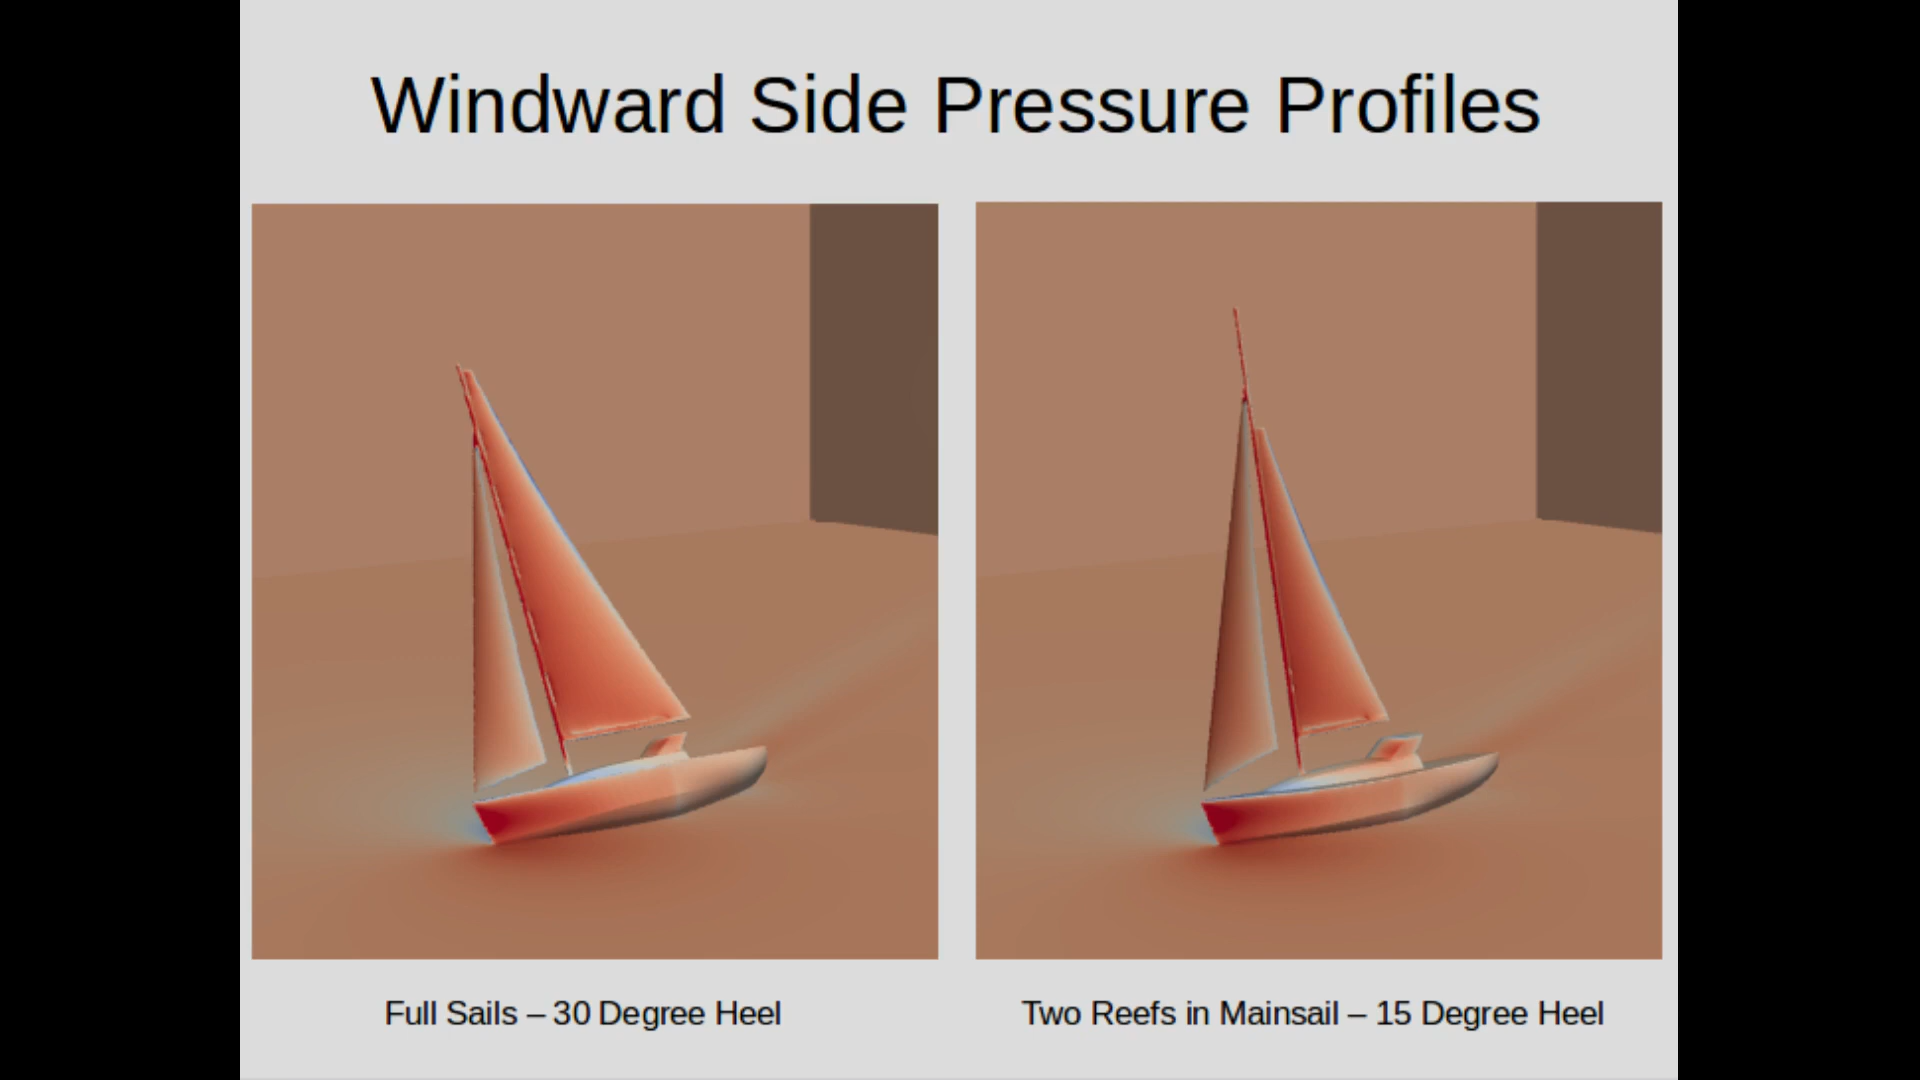 Windward Side Pressure Profiles
Full Sails – 30 Degree Heel
Two Reefs in Mainsail – 15 Degree Heel